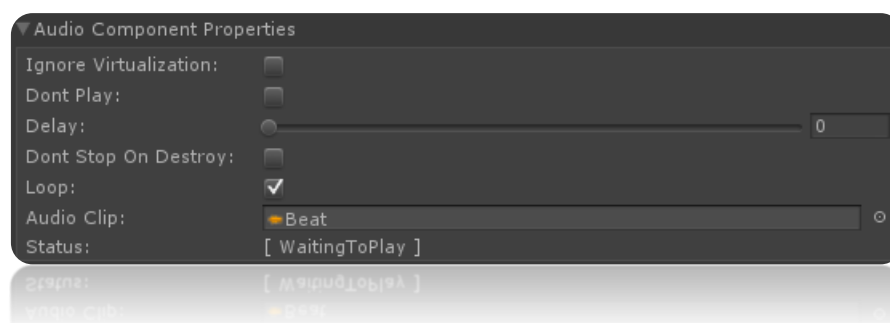 Audio Component Properties
Ignore Virtualization:
Dont Play:
Delay: 0
Dont Stop On Destroy:
Loop:
Audio Clip: Beat
Status: [ WaitingToPlay ]